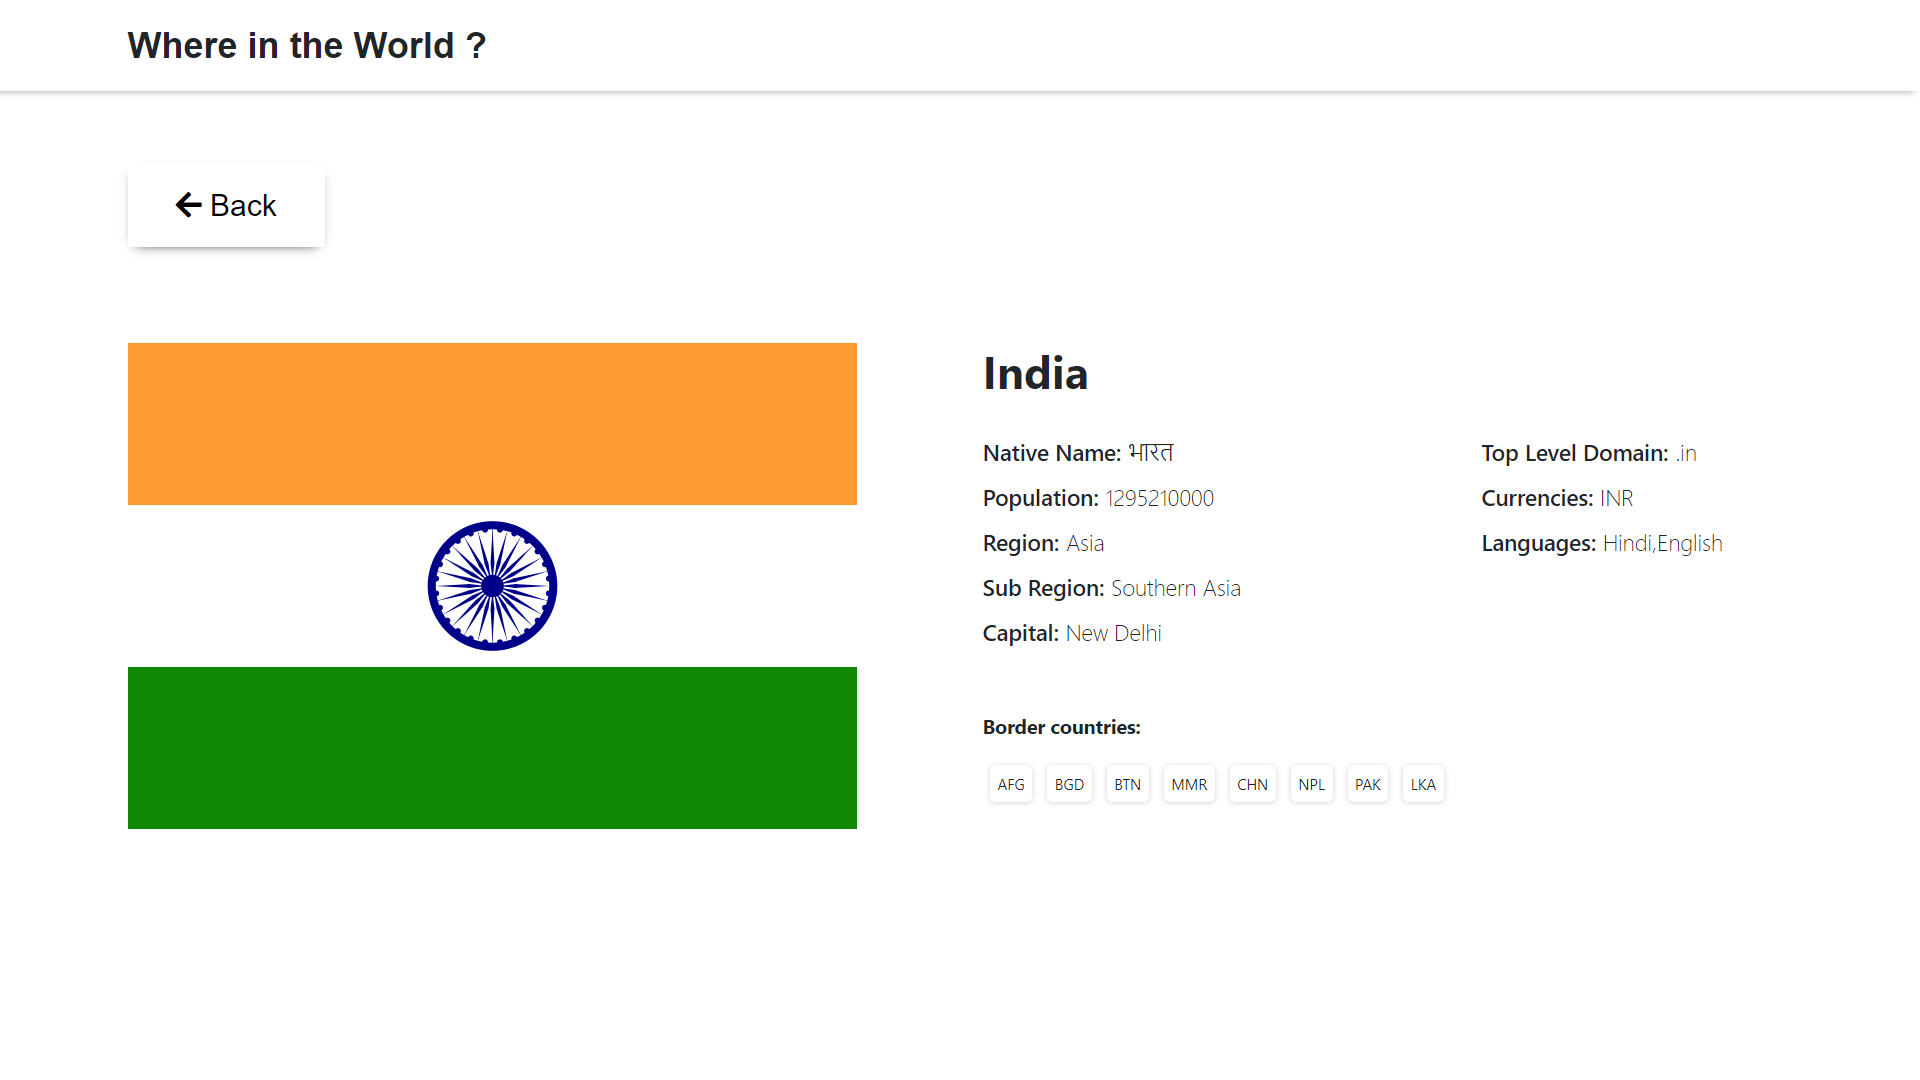 Where in the World ?
Back
India
Native Name: भारत
Population: 1295210000
Region: Asia
Sub Region: Southern Asia
Capital: New Delhi
Top Level Domain: .in
Currencies: INR
Languages: Hindi,English
Border countries:
AFG BGD BTN MMR CHN NPL PAK LKA